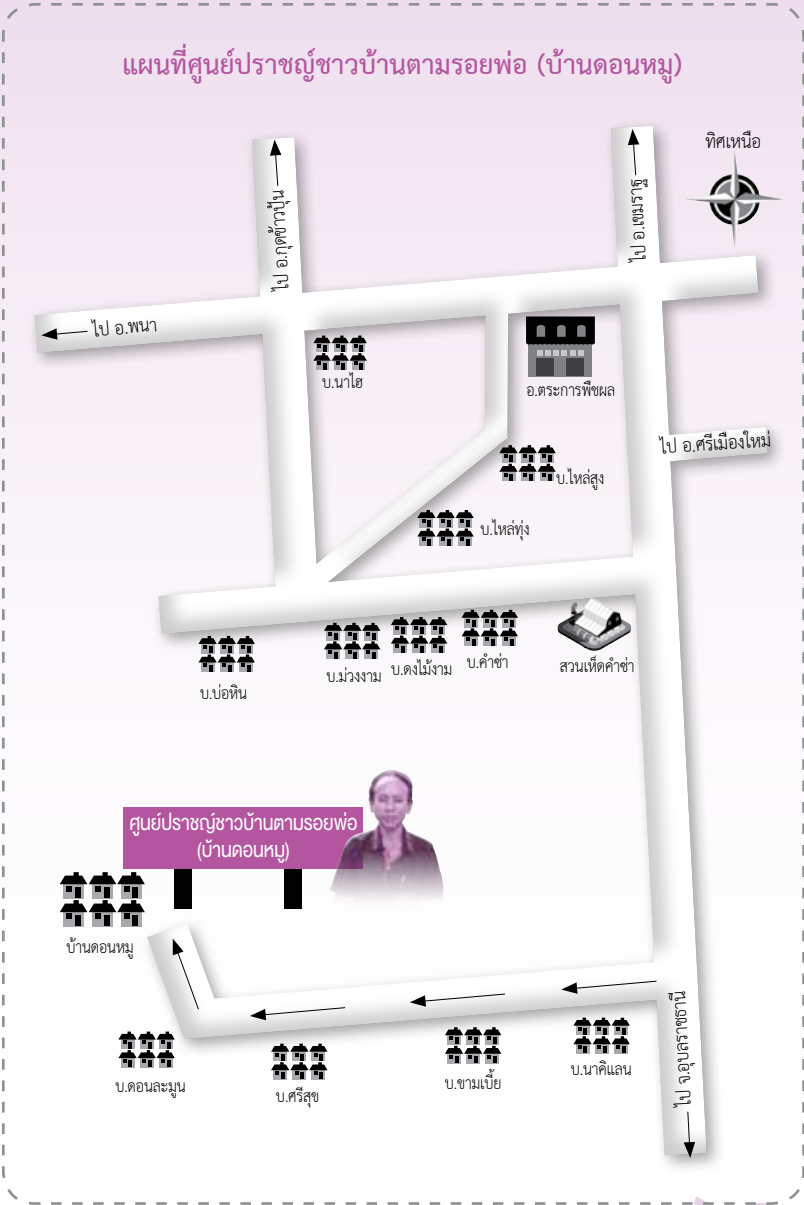 แผนที่ศูนย์ปราชญ์ชาวบ้านตามรอยพ่อ (บ้านดอนหมู)
ทิศเหนือ
ไป อ.กุดข้าวปุ้น
ไป อ.เขมราฐ
ไป อ.พนา
บ.นาไฮ
อ.ตระการพืชผล
ไป อ.ศรีเมืองใหม่
บ.ไหล่สูง
บ.ไหล่ทุ่ง
บ.บ่อหิน
บ.ม่วงงาม
บ.ดงไม้งาม
บ.คำซ่า
สวนเห็ดคำซ่า
ศูนย์ปราชญ์ชาวบ้านตามรอยพ่อ
(บ้านดอนหมู)
บ้านดอนหมู
บ.ดอนละมูน
บ.ศรีสุข
บ.ขามเบี้ย
บ.นาคิแลน
ไป จ.อุบลราชธานี